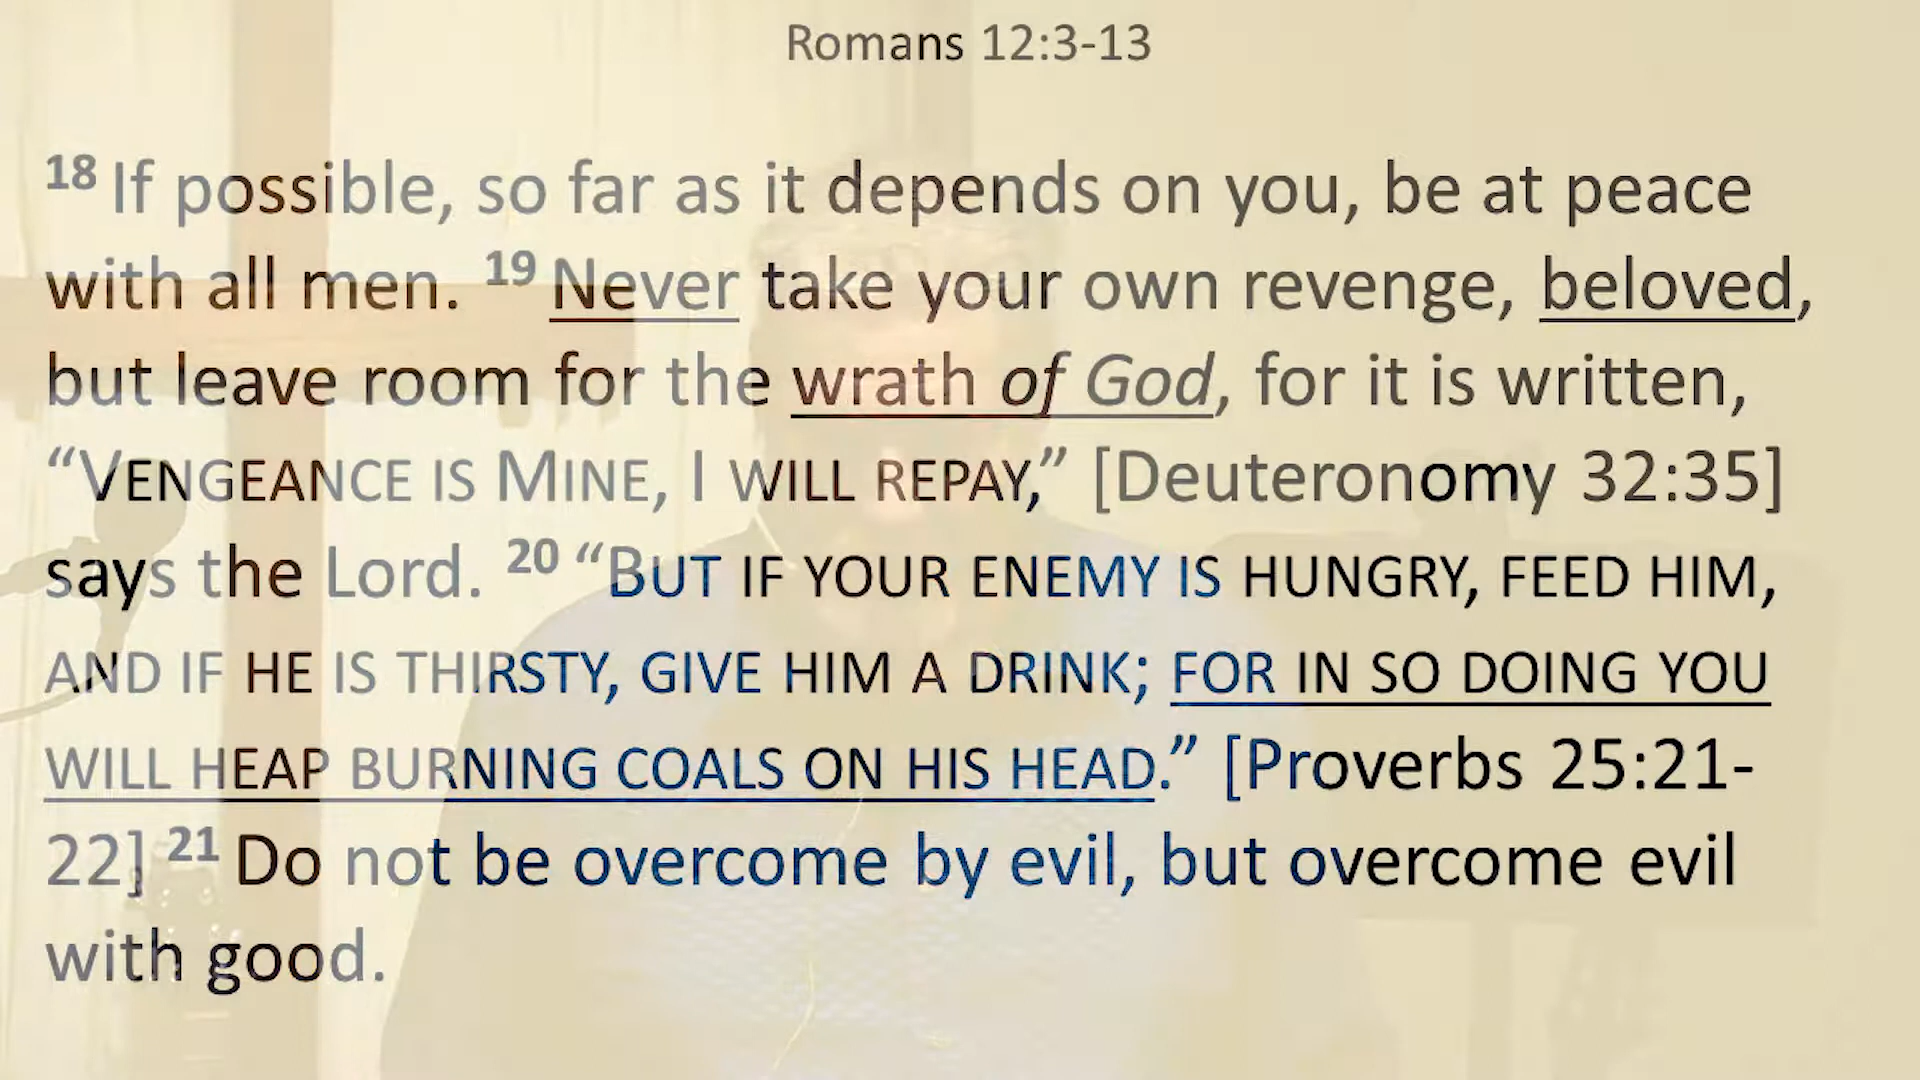 Romans 12:3-13
18 If possible, so far as it depends on you, be at peace
with all men. 19 Never take your own revenge, beloved,
but leave room for the wrath of God, for it is written,
“VENGEANCE IS MINE, I WILL REPAY,” [Deuteronomy 32:35]
says the Lord. 20 “BUT IF YOUR ENEMY IS HUNGRY, FEED HIM,
AND IF HE IS THIRSTY, GIVE HIM A DRINK; FOR IN SO DOING YOU
WILL HEAP BURNING COALS ON HIS HEAD.” [Proverbs 25:21-
22] 21 Do not be overcome by evil, but overcome evil
with good.